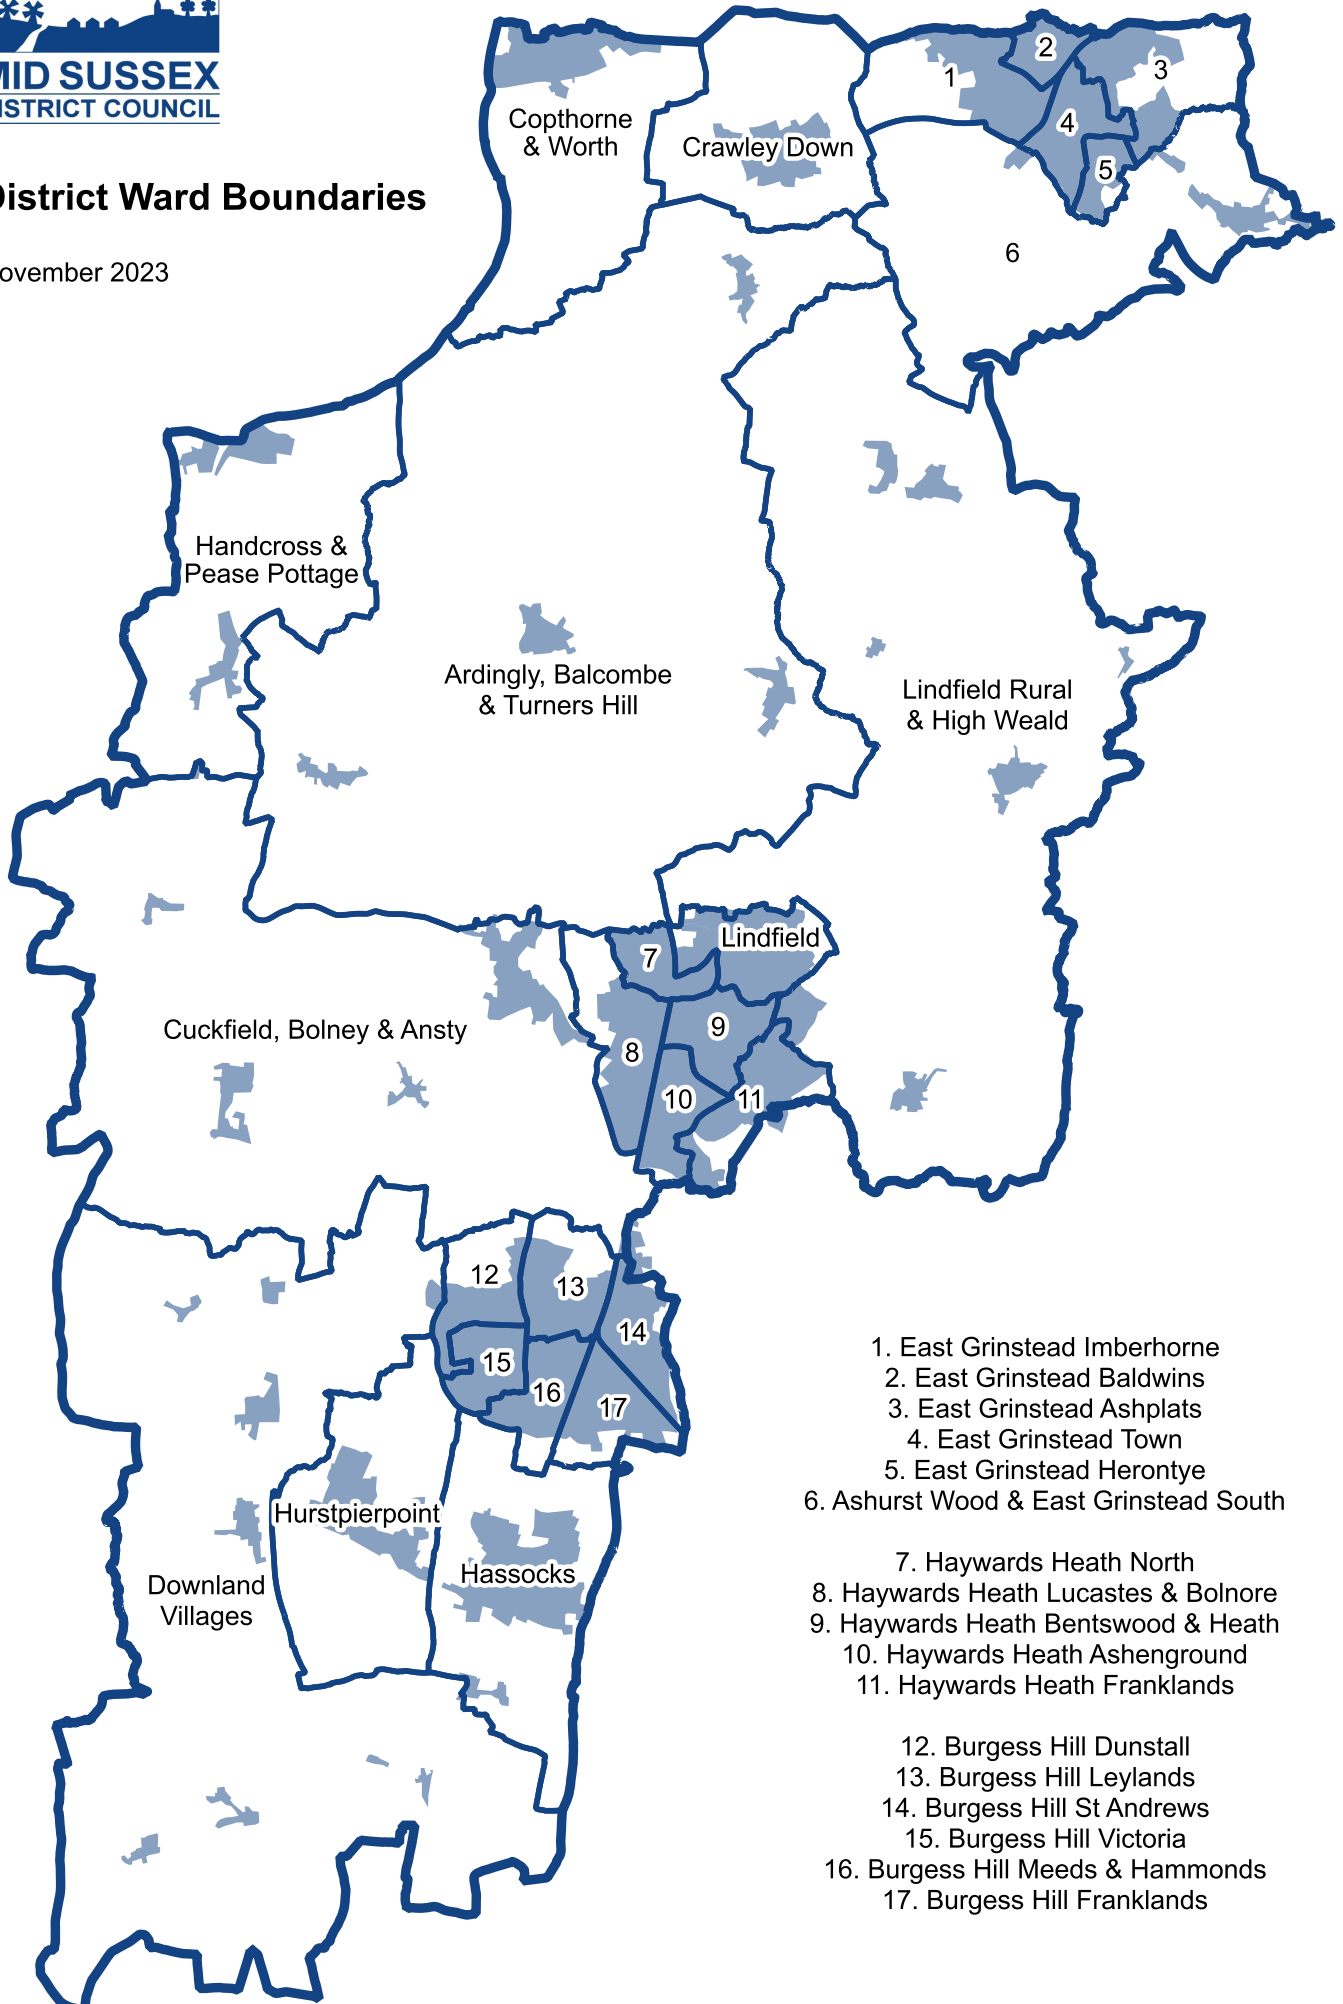 MID SUSSEX
DISTRICT COUNCIL
District Ward Boundaries
November 2023
1
2
3
4
5
6
Copthorne
& Worth
Crawley Down
Handcross &
Pease Pottage
Ardingly, Balcombe
& Turners Hill
Lindfield Rural
& High Weald
Lindfield
7
8
9
10
11
Cuckfield, Bolney & Ansty
12
13
14
15
16
17
Hurstpierpoint
Hassocks
Downland
Villages
1. East Grinstead Imberhorne
2. East Grinstead Baldwins
3. East Grinstead Ashplats
4. East Grinstead Town
5. East Grinstead Herontye
6. Ashurst Wood & East Grinstead South
7. Haywards Heath North
8. Haywards Heath Lucastes & Bolnore
9. Haywards Heath Bentswood & Heath
10. Haywards Heath Ashenground
11. Haywards Heath Franklands
12. Burgess Hill Dunstall
13. Burgess Hill Leylands
14. Burgess Hill St Andrews
15. Burgess Hill Victoria
16. Burgess Hill Meeds & Hammonds
17. Burgess Hill Franklands